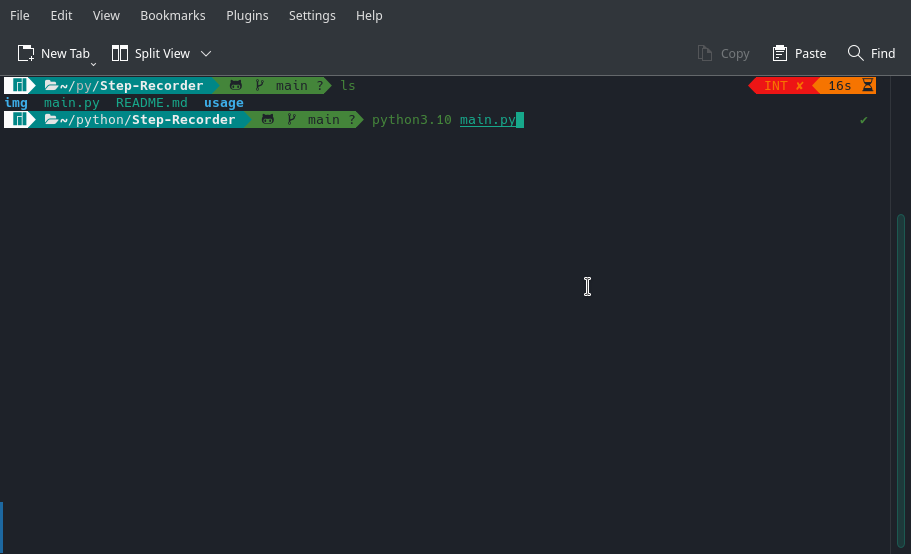 File Edit View Bookmarks Plugins Settings Help
New Tab Split View Copy Paste Find
~/py/Step-Recorder main ? ls INT ✘ 16s
img main.py README.md usage
~/python/Step-Recorder main ? python3.10 main.py ✔